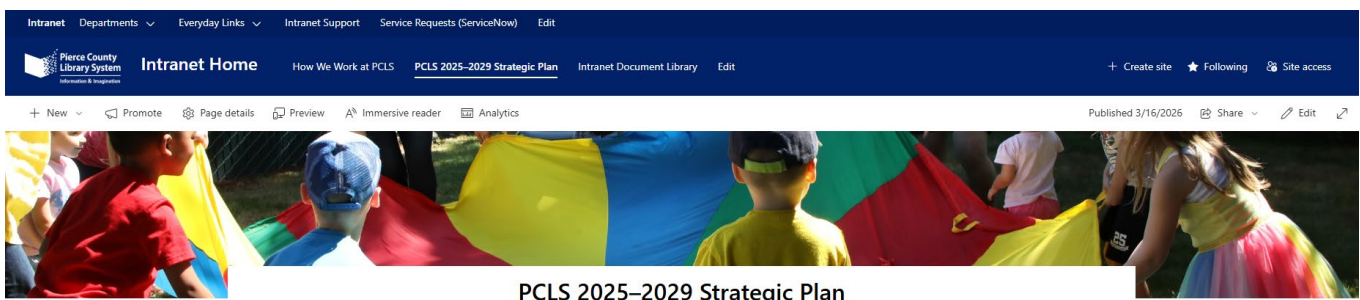 Intranet Departments Everyday Links Intranet Support Service Requests (ServiceNow) Edit
Pierce County
Library System
Information & Imagination
Intranet Home How We Work at PCLS PCLS 2025–2029 Strategic Plan Intranet Document Library Edit + Create site Following Site access
+ New Promote Page details Preview Immersive reader Analytics Published 3/16/2026 Share Edit
25
PCLS 2025–2029 Strategic Plan